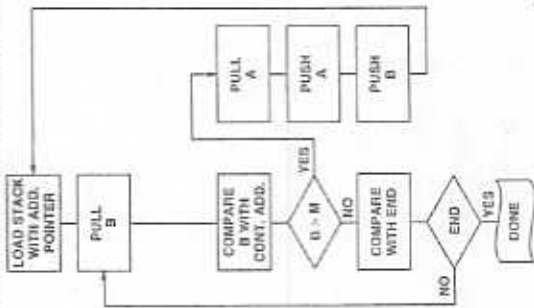 LOAD STACK
WITH ADD.
POINTER
PULL
B
COMPARE
B WITH
CONT. ADD.
B > M
YES
NO
PULL
A
PUSH
A
PUSH
B
COMPARE
WITH END
END
NO
YES
DONE